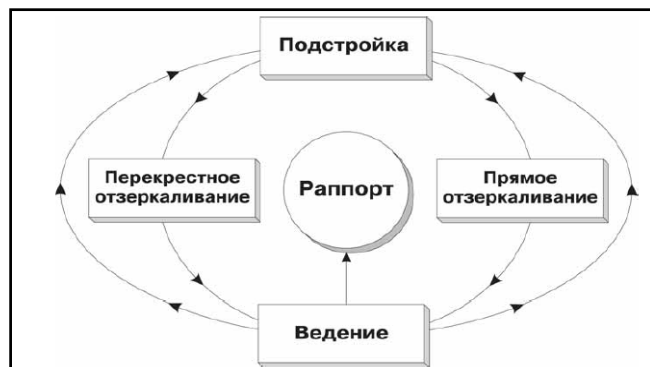 Подстройка
Перекрестное
отзеркаливание
Раппорт
Прямое
отзеркаливание
Ведение